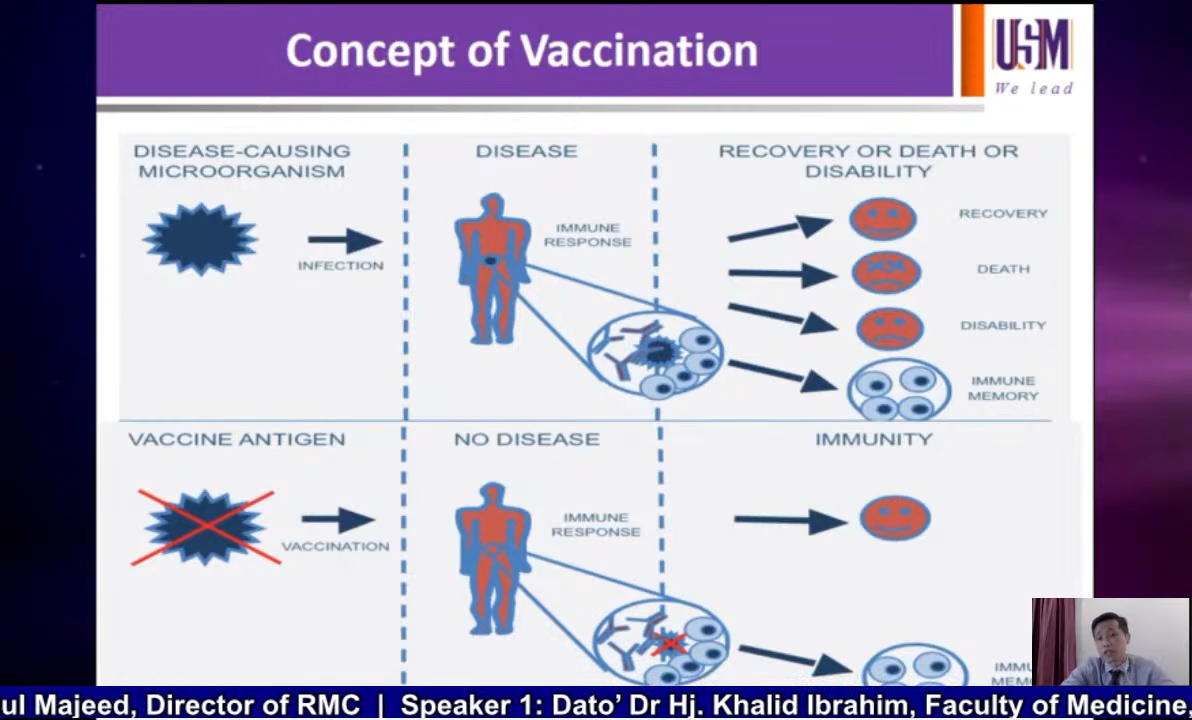 Concept of Vaccination
USM
We lead
DISEASE-CAUSING
MICROORGANISM
DISEASE
RECOVERY OR DEATH OR
DISABILITY
INFECTION
IMMUNE
RESPONSE
RECOVERY
DEATH
DISABILITY
IMMUNE
MEMORY
VACCINE ANTIGEN
NO DISEASE
IMMUNITY
VACCINATION
IMMUNE
RESPONSE
ul Majeed, Director of RMC | Speaker 1: Dato’ Dr Hj. Khalid Ibrahim, Faculty of Medicine,